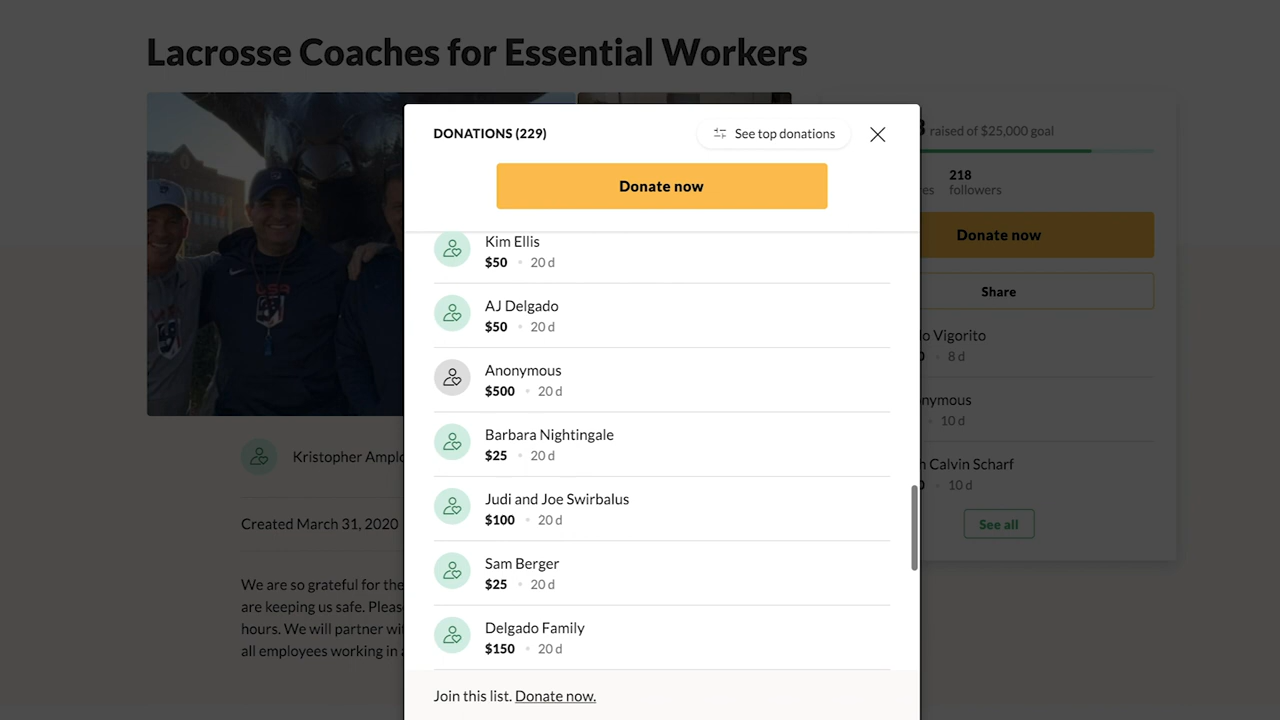 Lacrosse Coaches for Essential Workers
DONATIONS (229)
See top donations
Donate now
Kim Ellis
$50 • 20 d
AJ Delgado
$50 • 20 d
Anonymous
$500 • 20 d
Barbara Nightingale
$25 • 20 d
Judi and Joe Swirbalus
$100 • 20 d
Sam Berger
$25 • 20 d
Delgado Family
$150 • 20 d
Join this list. Donate now.
raised of $25,000 goal
218
followers
Donate now
Share
Vigorito
8 d
10 d
Calvin Scharf
10 d
See all
Kristopher
Created March 31, 2020
We are so grateful for the
are keeping us safe.
hours. We will partner
all employees working in